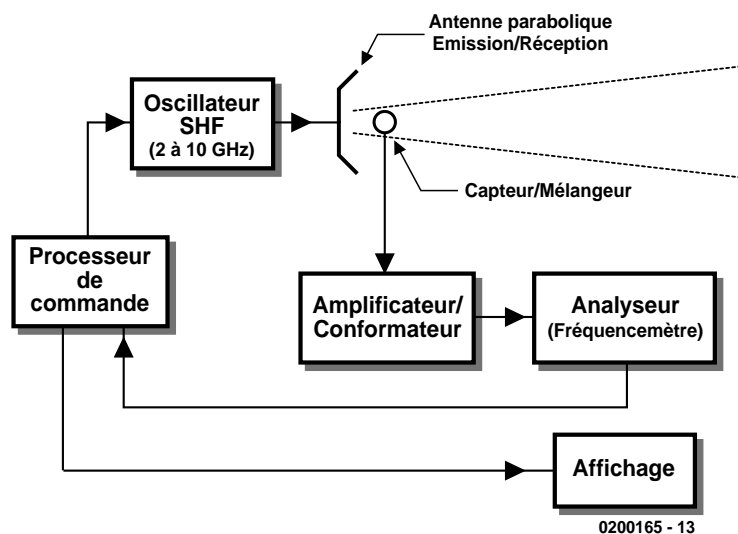 Antenne parabolique
Emission/Réception
Oscillateur
SHF
(2 à 10 GHz)
Capteur/Mélangeur
Processeur
de
commande
Amplificateur/
Conformateur
Analyseur
(Fréquencemètre)
Affichage
0200165 - 13